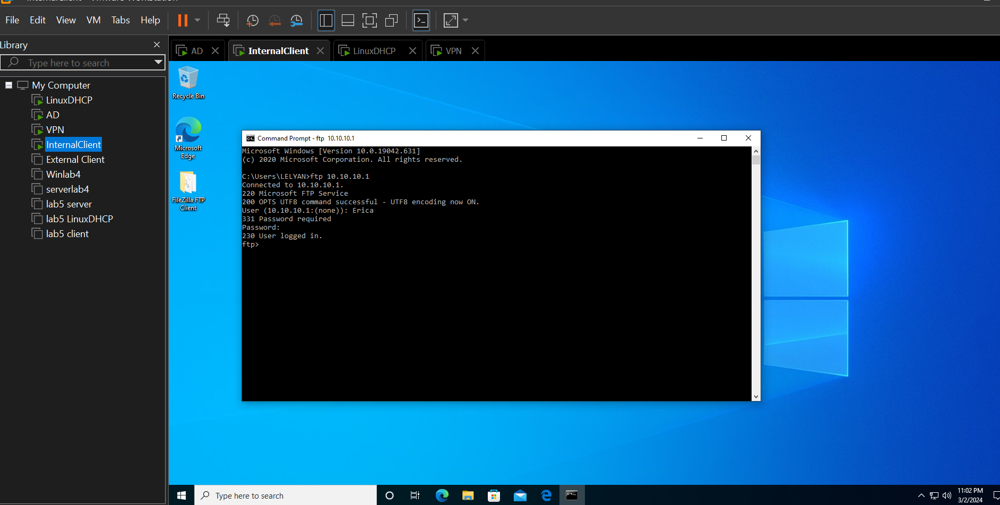 File Edit View VM Tabs Help
Library
Type here to search
My Computer
LinuxDHCP
AD
VPN
InternalClient
External Client
Winlab4
serverlab4
lab5 server
lab5 LinuxDHCP
lab5 client
AD
InternalClient
LinuxDHCP
VPN
Recycle Bin
Microsoft
Edge
FileZilla FTP
Client
Command Prompt - ftp 10.10.10.1
Microsoft Windows [Version 10.0.19042.631]
(c) 2020 Microsoft Corporation. All rights reserved.
C:\Users\LELYAN>ftp 10.10.10.1
Connected to 10.10.10.1.
220 Microsoft FTP Service
200 OPTS UTF8 command successful - UTF8 encoding now ON.
User (10.10.10.1:(none)): Erica
331 Password required
Password:
230 User logged in.
ftp>
Type here to search
11:02 PM
3/2/2024